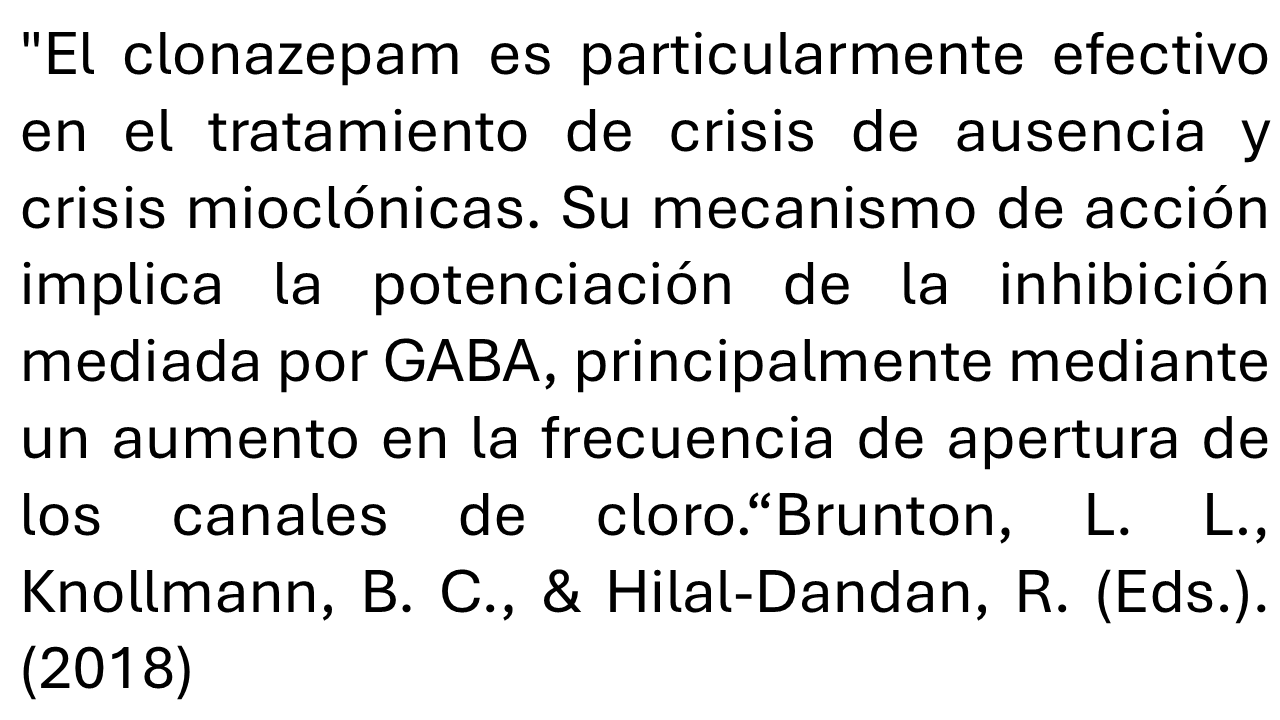 "El clonazepam es particularmente efectivo
en el tratamiento de crisis de ausencia y
crisis mioclónicas. Su mecanismo de acción
implica la potenciación de la inhibición
mediada por GABA, principalmente mediante
un aumento en la frecuencia de apertura de
los canales de cloro.“Brunton, L. L.,
Knollmann, B. C., & Hilal-Dandan, R. (Eds.).
(2018)